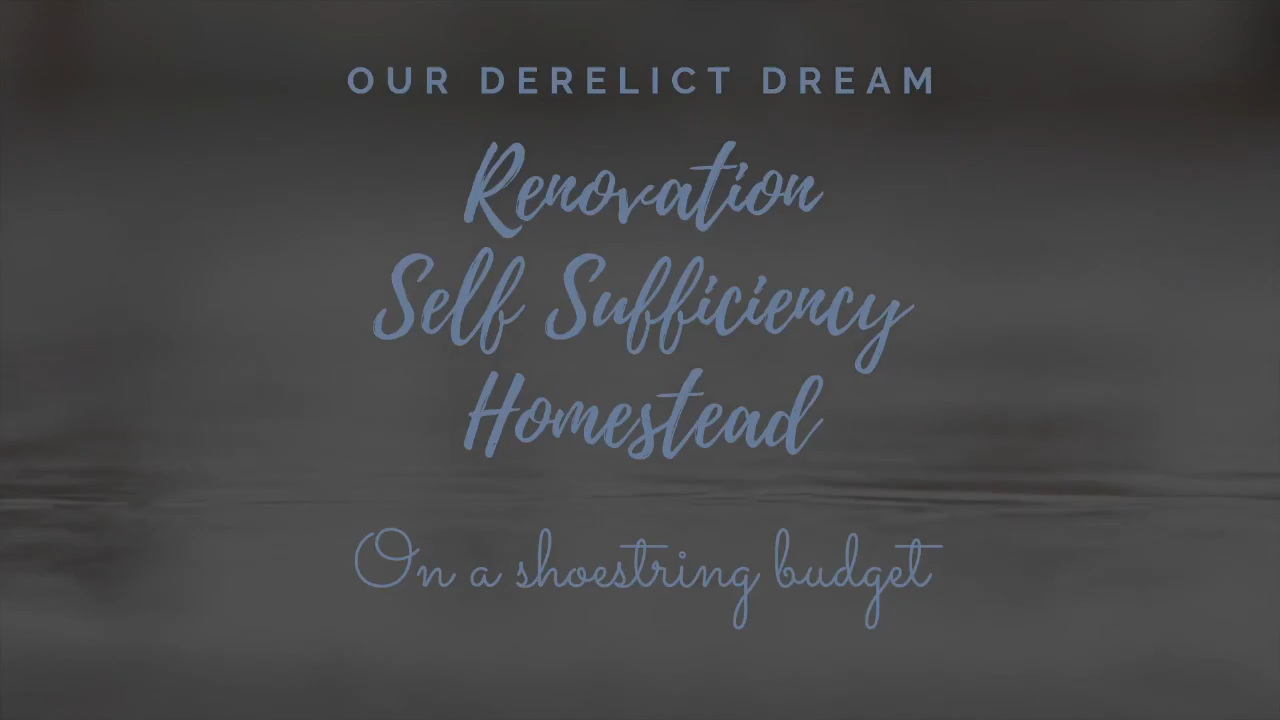 OUR DERELICT DREAM
Renovation
Self Sufficiency
Homestead
On a shoestring budget